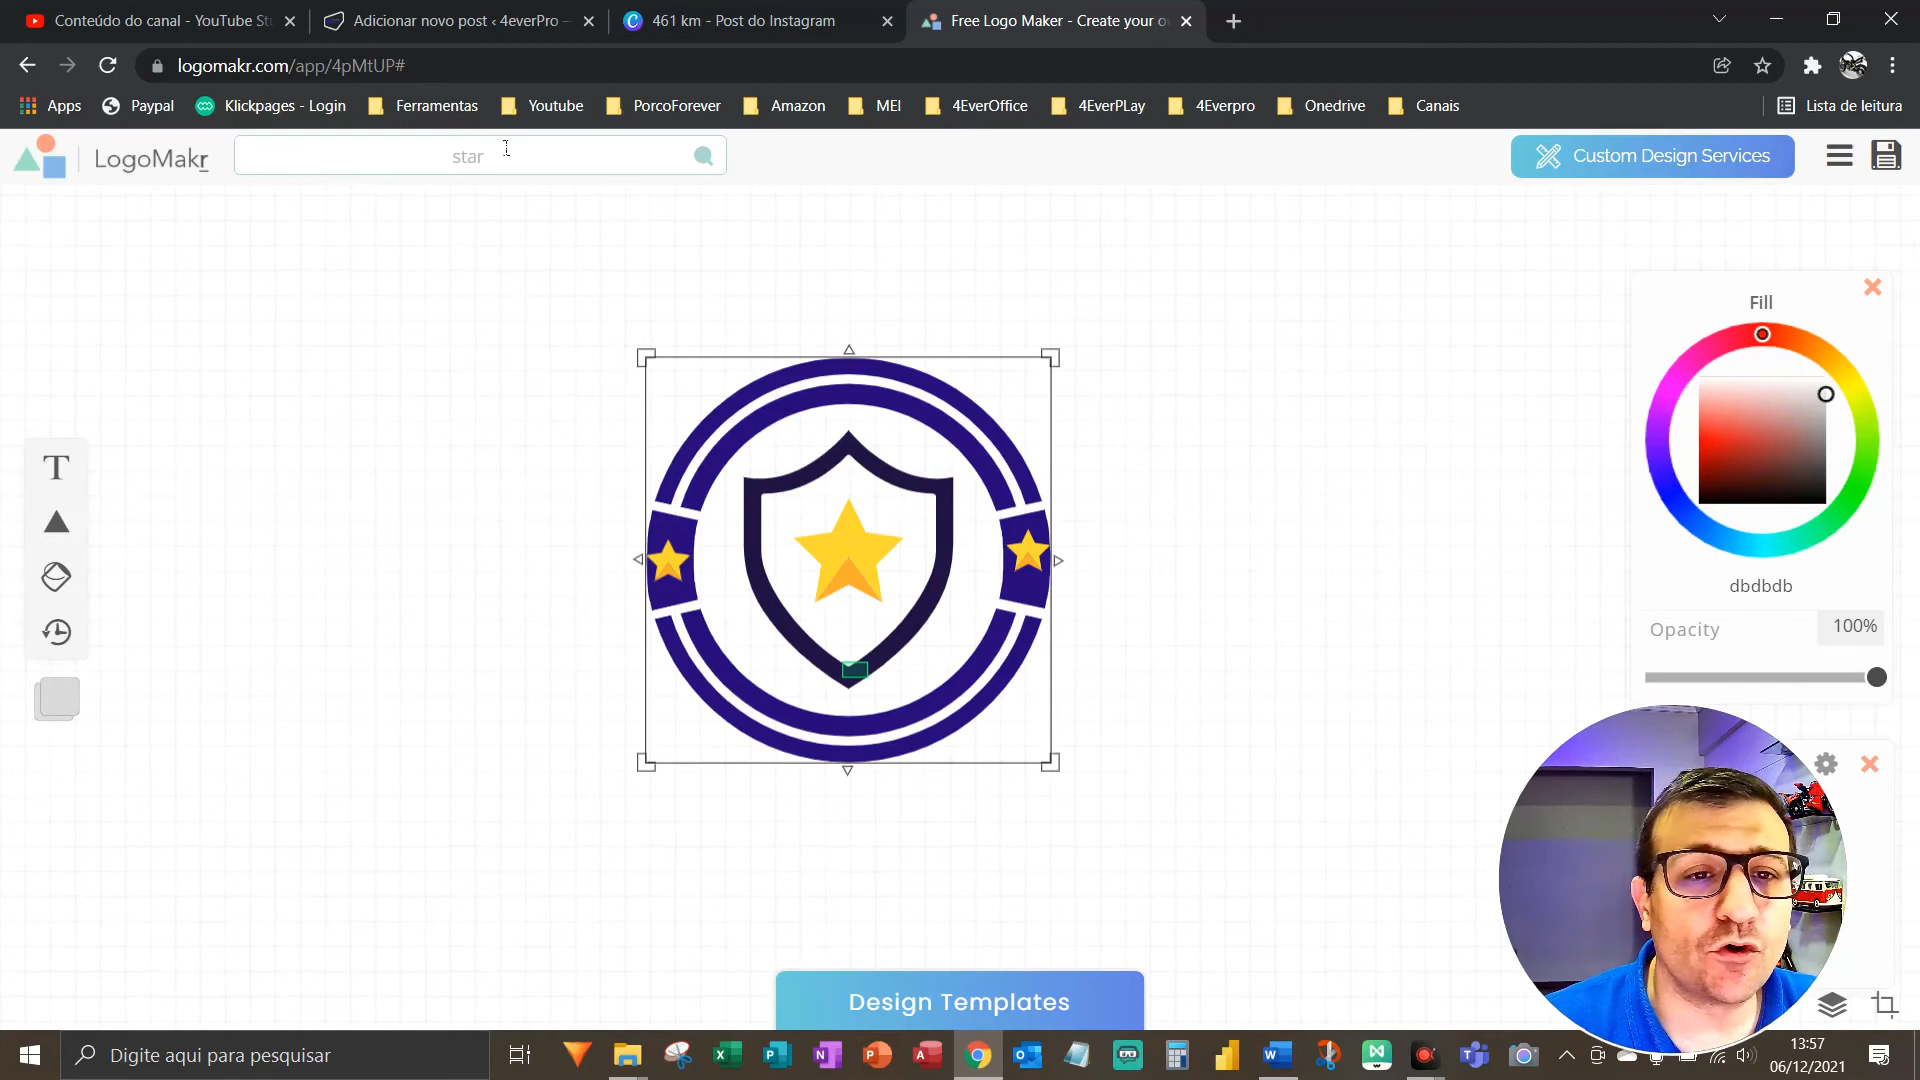 Conteúdo do canal - YouTube St
Adicionar novo post ‹ 4everPro —
461 km - Post do Instagram
Free Logo Maker - Create your o
logomakr.com/app/4pMtUP#
Apps
Paypal
Klickpages - Login
Ferramentas
Youtube
PorcoForever
Amazon
MEI
4EverOffice
4EverPLay
4Everpro
Onedrive
Canais
Lista de leitura
LogoMakr
star
Custom Design Services
Fill
dbdbdb
Opacity
100%
T
Design Templates
Digite aqui para pesquisar
13:57
06/12/2021